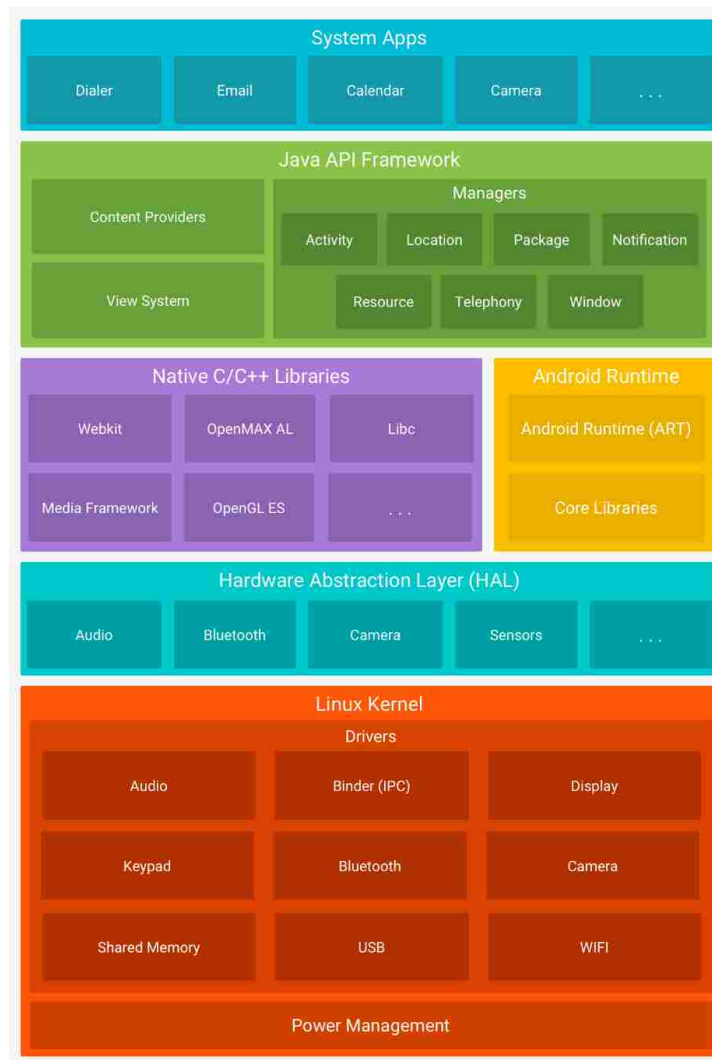 System Apps
Dialer
Email
Calendar
Camera
. . .
Java API Framework
Content Providers
View System
Managers
Activity
Location
Package
Notification
Resource
Telephony
Window
Native C/C++ Libraries
Webkit
OpenMAX AL
Libc
Media Framework
OpenGL ES
. . .
Android Runtime
Android Runtime (ART)
Core Libraries
Hardware Abstraction Layer (HAL)
Audio
Bluetooth
Camera
Sensors
. . .
Linux Kernel
Drivers
Audio
Binder (IPC)
Display
Keypad
Bluetooth
Camera
Shared Memory
USB
WIFI
Power Management